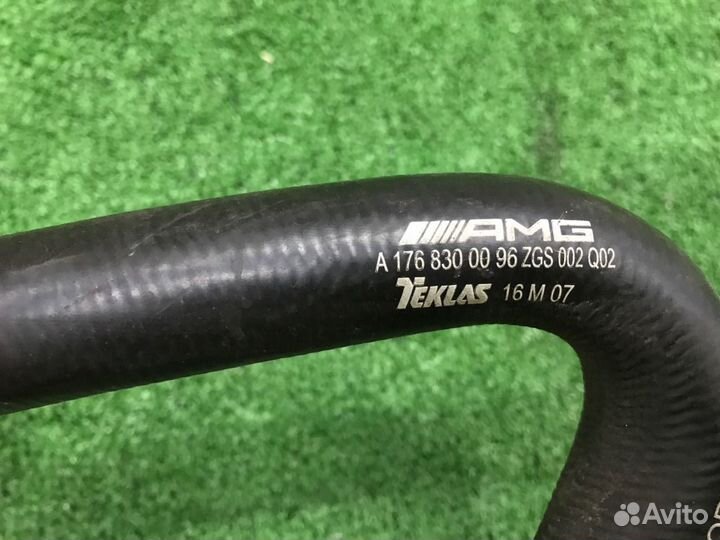 AMG
A 176 830 00 96 ZGS 002 Q02
TEKLAS 16 M 07
Avito